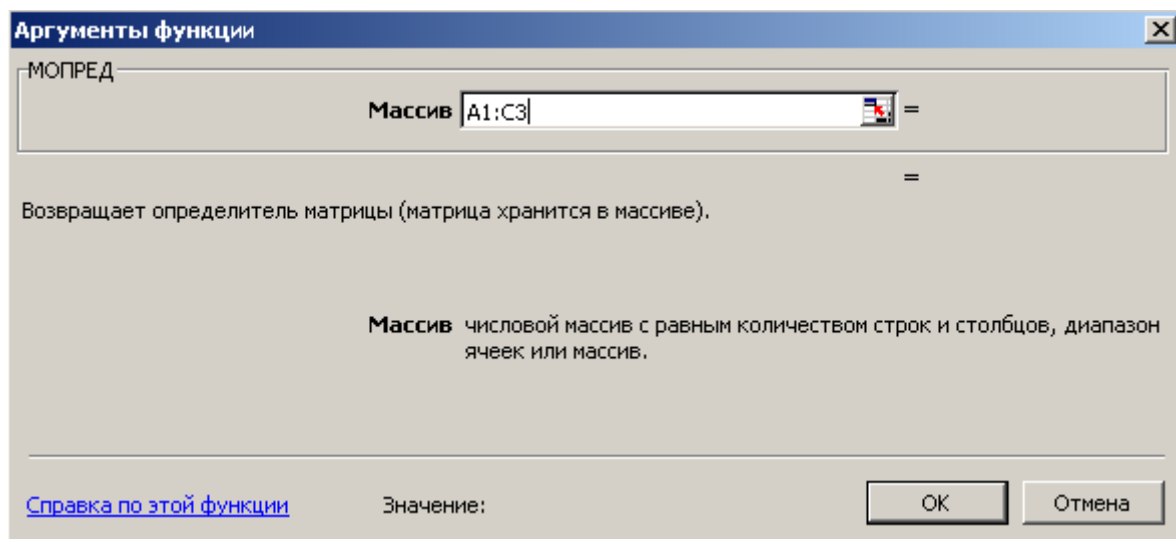 Аргументы функции
МОПРЕД
Массив A1:C3 =
=
Возвращает определитель матрицы (матрица хранится в массиве).
Массив числовой массив с равным количеством строк и столбцов, диапазон
ячеек или массив.
Справка по этой функции Значение: OK Отмена